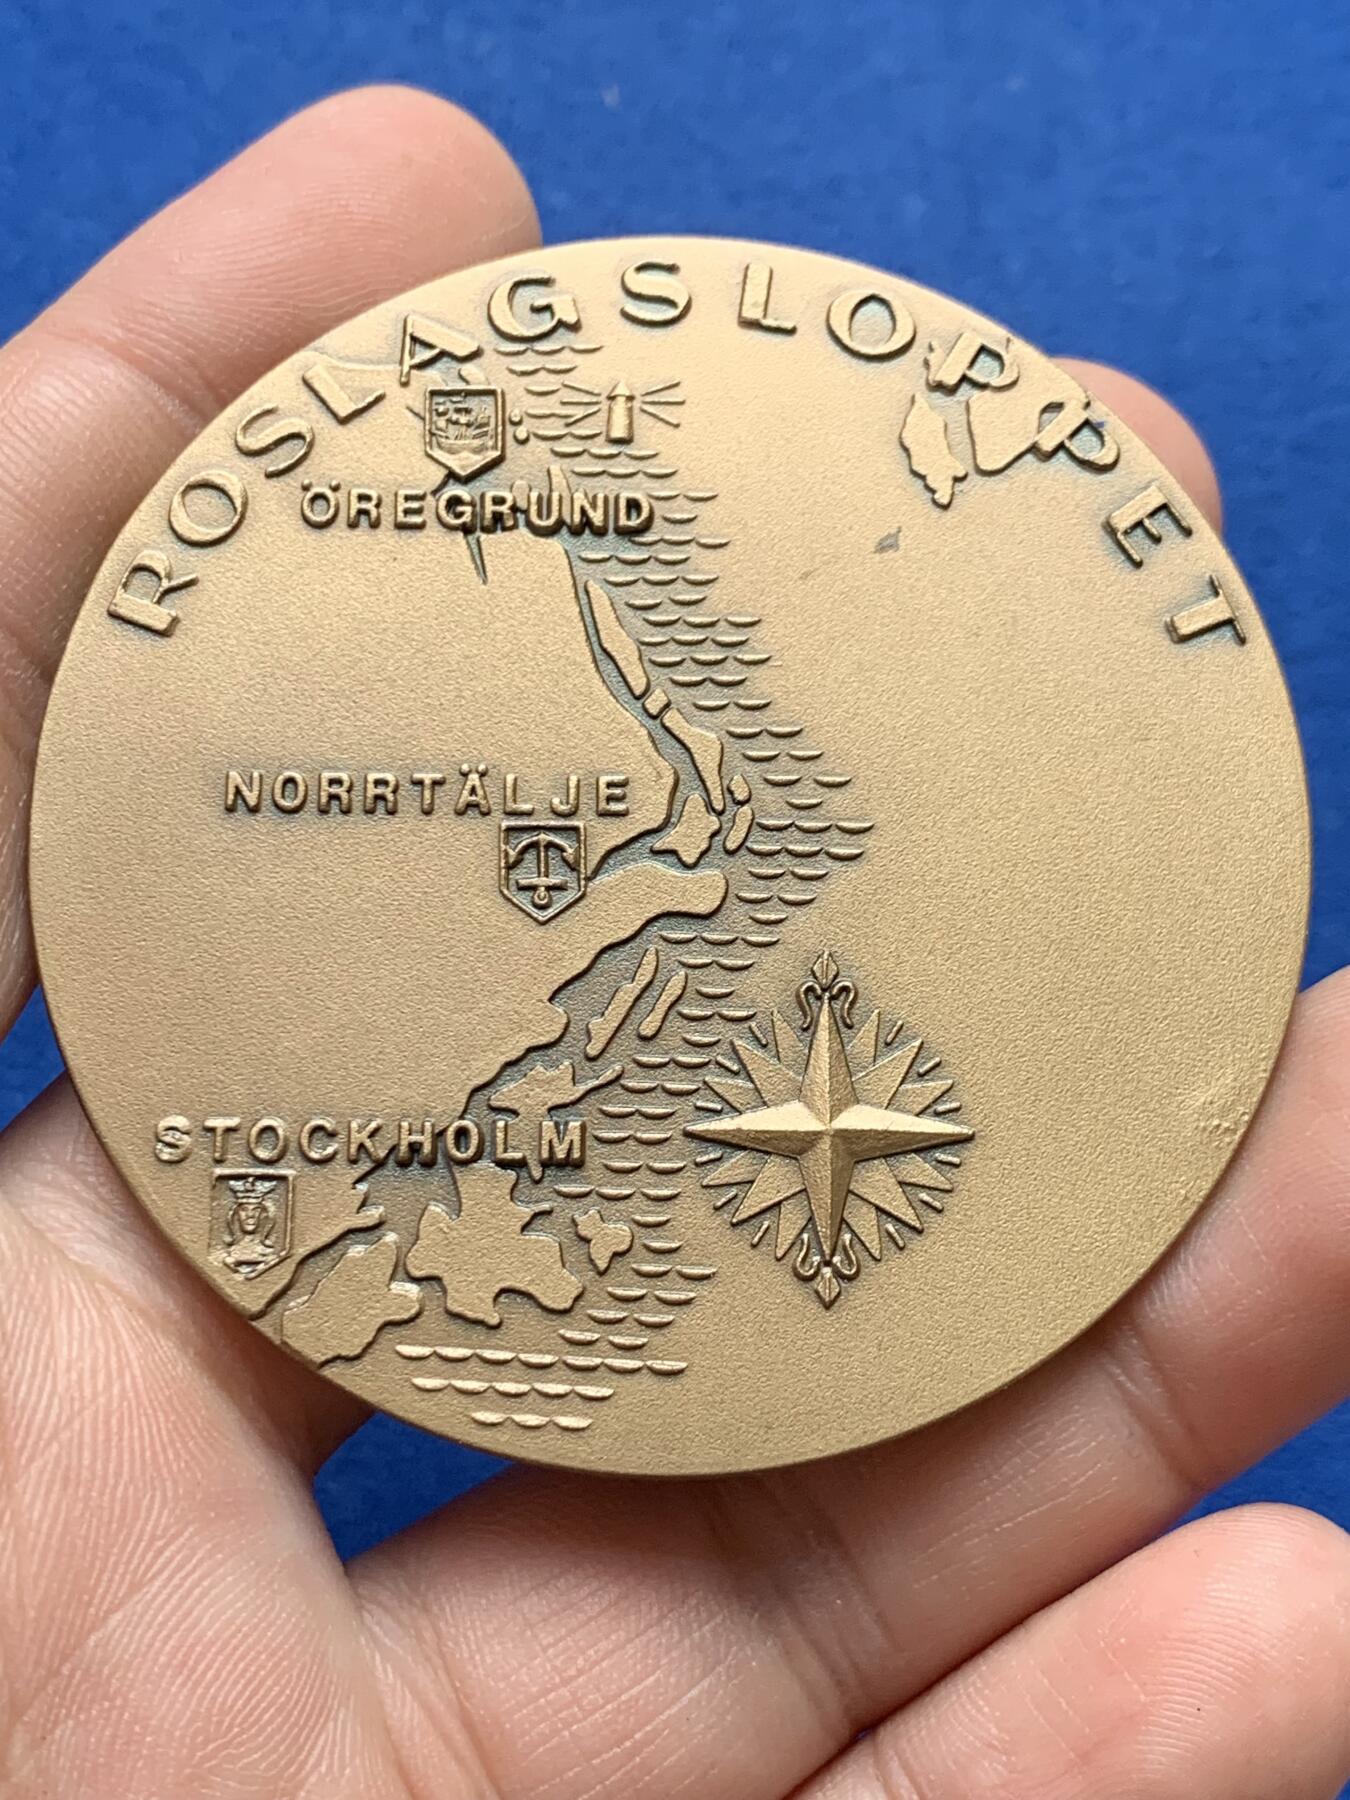 ROSLAGSLOPPET
ÖREGRUND
NORRTÄLJE
STOCKHOLM